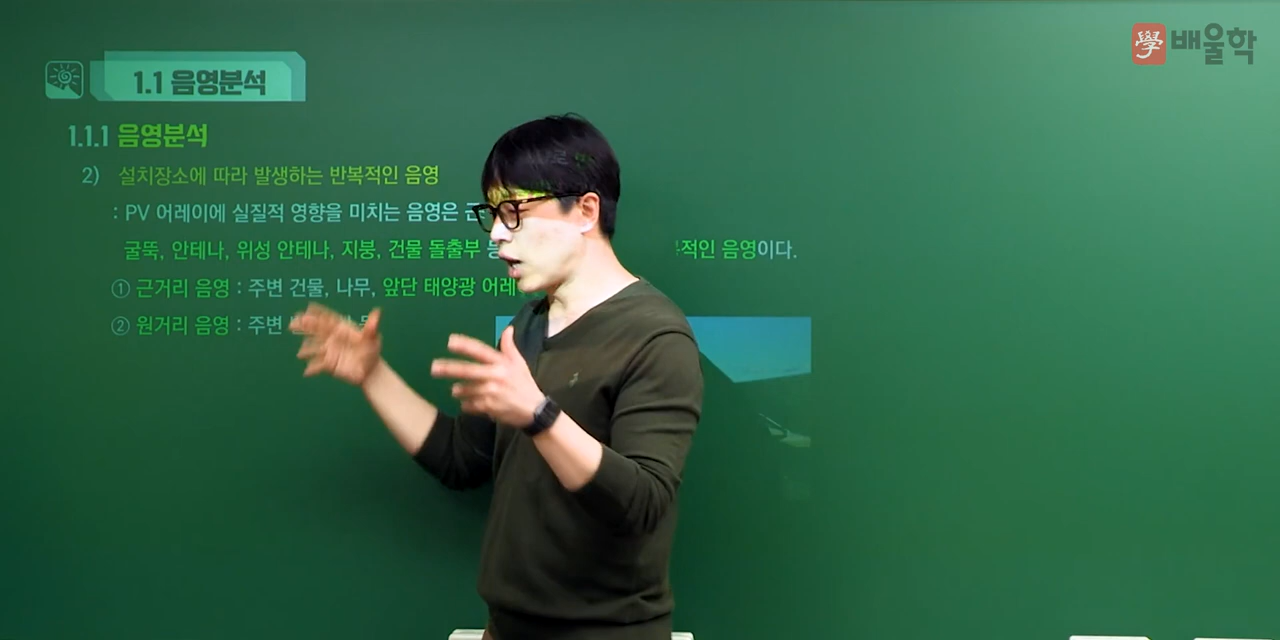 學 배울학
1.1 음영분석
1.1.1 음영분석
2) 설치장소에 따라 발생하는 반복적인 음영
: PV 어레이에 실질적 영향을 미치는 음영은
굴뚝, 안테나, 위성 안테나, 지붕, 건물 돌출부 적인 음영이다.
① 근거리 음영 : 주변 건물, 나무, 앞단 태양광
② 원거리 음영 : 주변